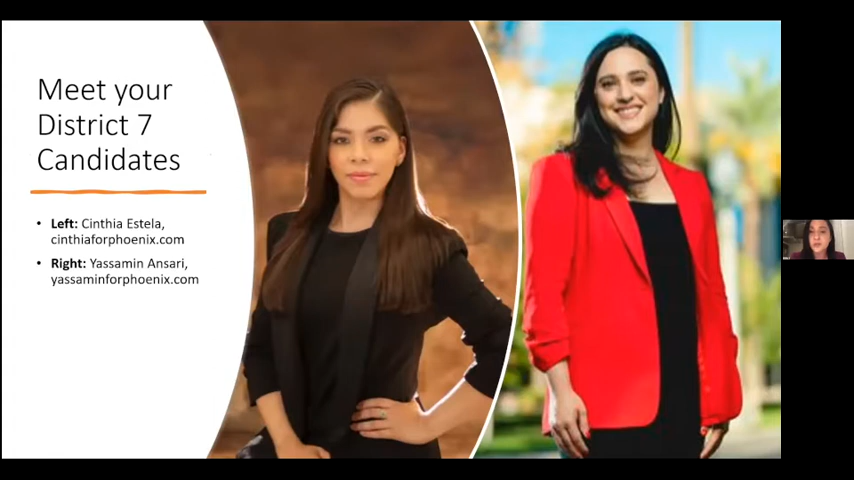 Meet your
District 7
Candidates
• Left: Cinthia Estela,
cinthiaforphoenix.com
• Right: Yassamin Ansari,
yassaminforphoenix.com